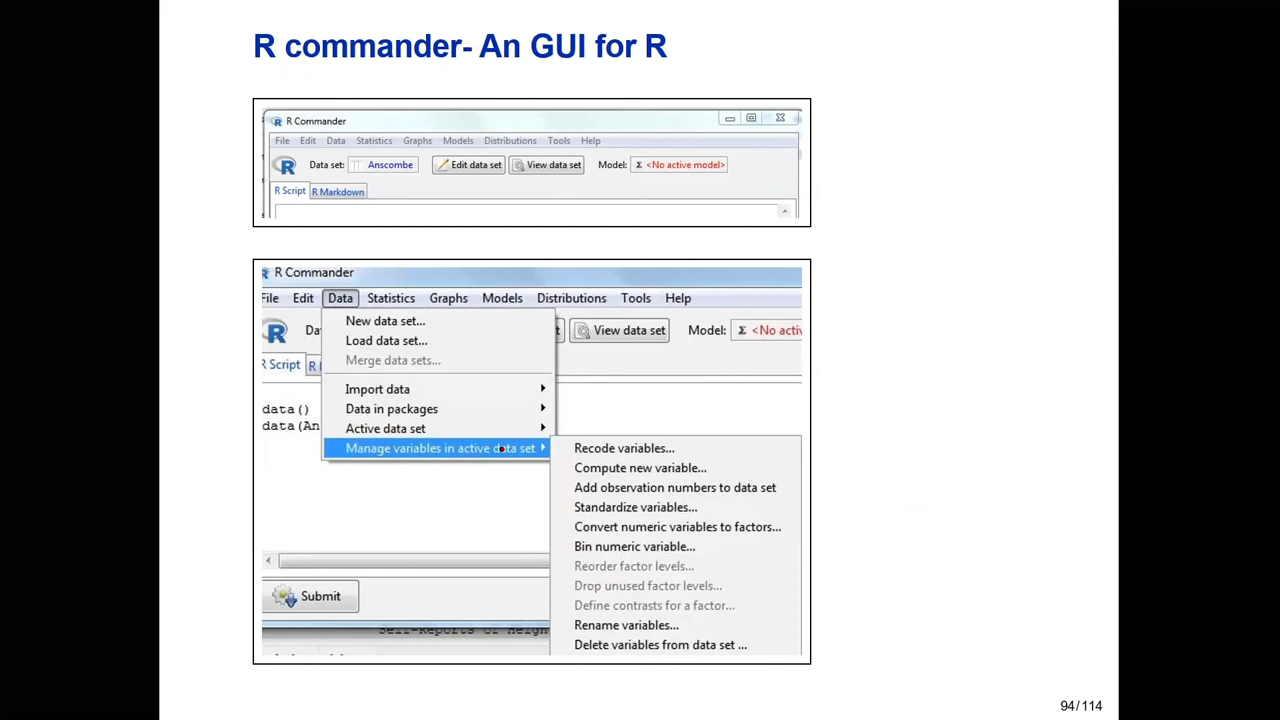 R commander- An GUI for R
R Commander
File Edit Data Statistics Graphs Models Distributions Tools Help
R Data set: Anscombe Edit data set View data set Model: Σ <No active model>
R Script R Markdown
R Commander
File Edit Data Statistics Graphs Models Distributions Tools Help
New data set...
Load data set...
Merge data sets...
R Da t View data set Model: Σ <No activ
R Script R
Import data
Data in packages
Active data set
Manage variables in active data set
data()
data(An
Recode variables...
Compute new variable...
Add observation numbers to data set
Standardize variables...
Convert numeric variables to factors...
Bin numeric variable...
Reorder factor levels...
Drop unused factor levels...
Define contrasts for a factor...
Rename variables...
Delete variables from data set ...
Submit
94/114